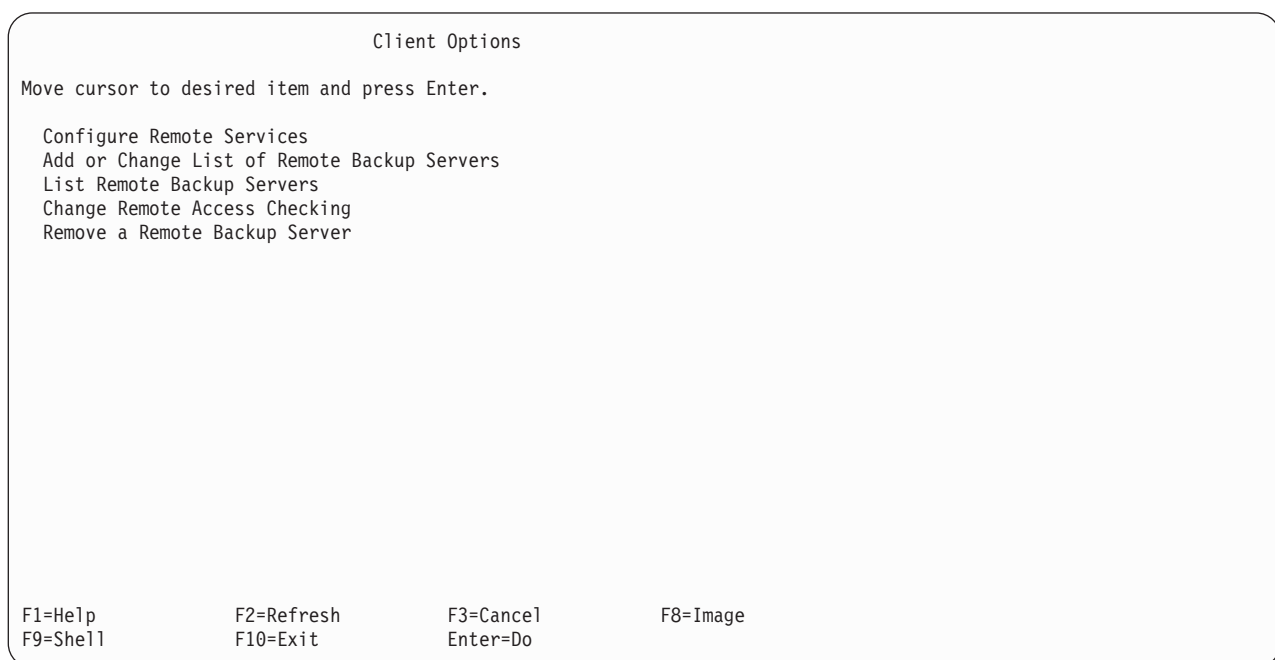 Client Options
Move cursor to desired item and press Enter.
Configure Remote Services
Add or Change List of Remote Backup Servers
List Remote Backup Servers
Change Remote Access Checking
Remove a Remote Backup Server
F1=Help F2=Refresh F3=Cancel F8=Image
F9=Shell F10=Exit Enter=Do